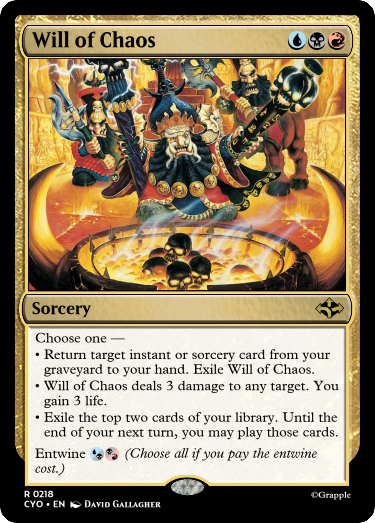 Will of Chaos
Sorcery
Choose one —
• Return target instant or sorcery card from your
graveyard to your hand. Exile Will of Chaos.
• Will of Chaos deals 3 damage to any target. You
gain 3 life.
• Exile the top two cards of your library. Until the
end of your next turn, you may play those cards.
Entwine (Choose all if you pay the entwine
cost.)
R 0218
CYO • EN DAVID GALLAGHER
©Grapple